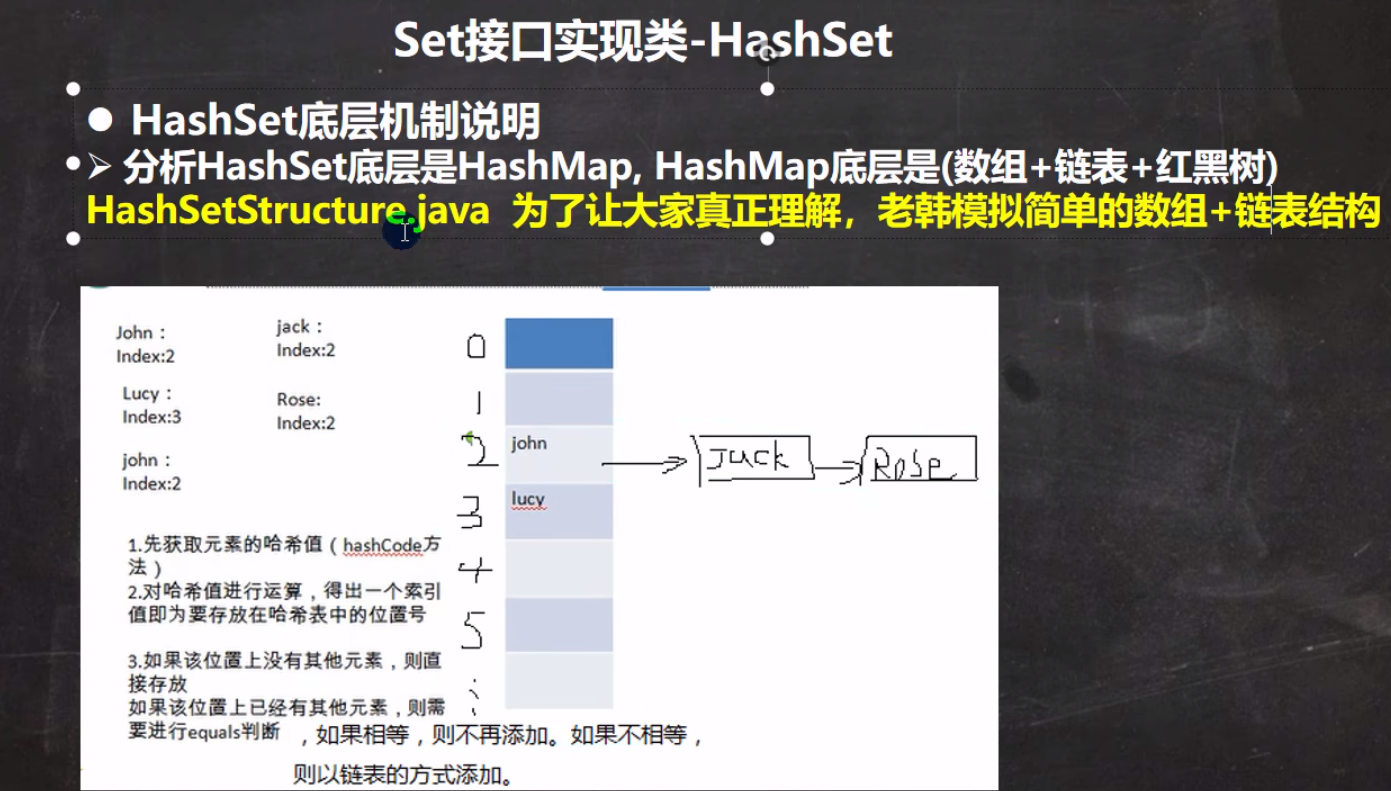 Set接口实现类-HashSet
● HashSet底层机制说明
➢ 分析HashSet底层是HashMap, HashMap底层是(数组+链表+红黑树)
HashSetStructure.java 为了让大家真正理解，老韩模拟简单的数组+链表结构
John：
Index:2
jack：
Index:2
Lucy：
Index:3
Rose:
Index:2
john：
Index:2
0
1
2 john → Jack → Rose
3 lucy
4
5
1.先获取元素的哈希值（hashCode方
法）
2.对哈希值进行运算，得出一个索引
值即为要存放在哈希表中的位置号
3.如果该位置上没有其他元素，则直
接存放
如果该位置上已经有其他元素，则需
要进行equals判断 ，如果相等，则不再添加。如果不相等，
则以链表的方式添加。